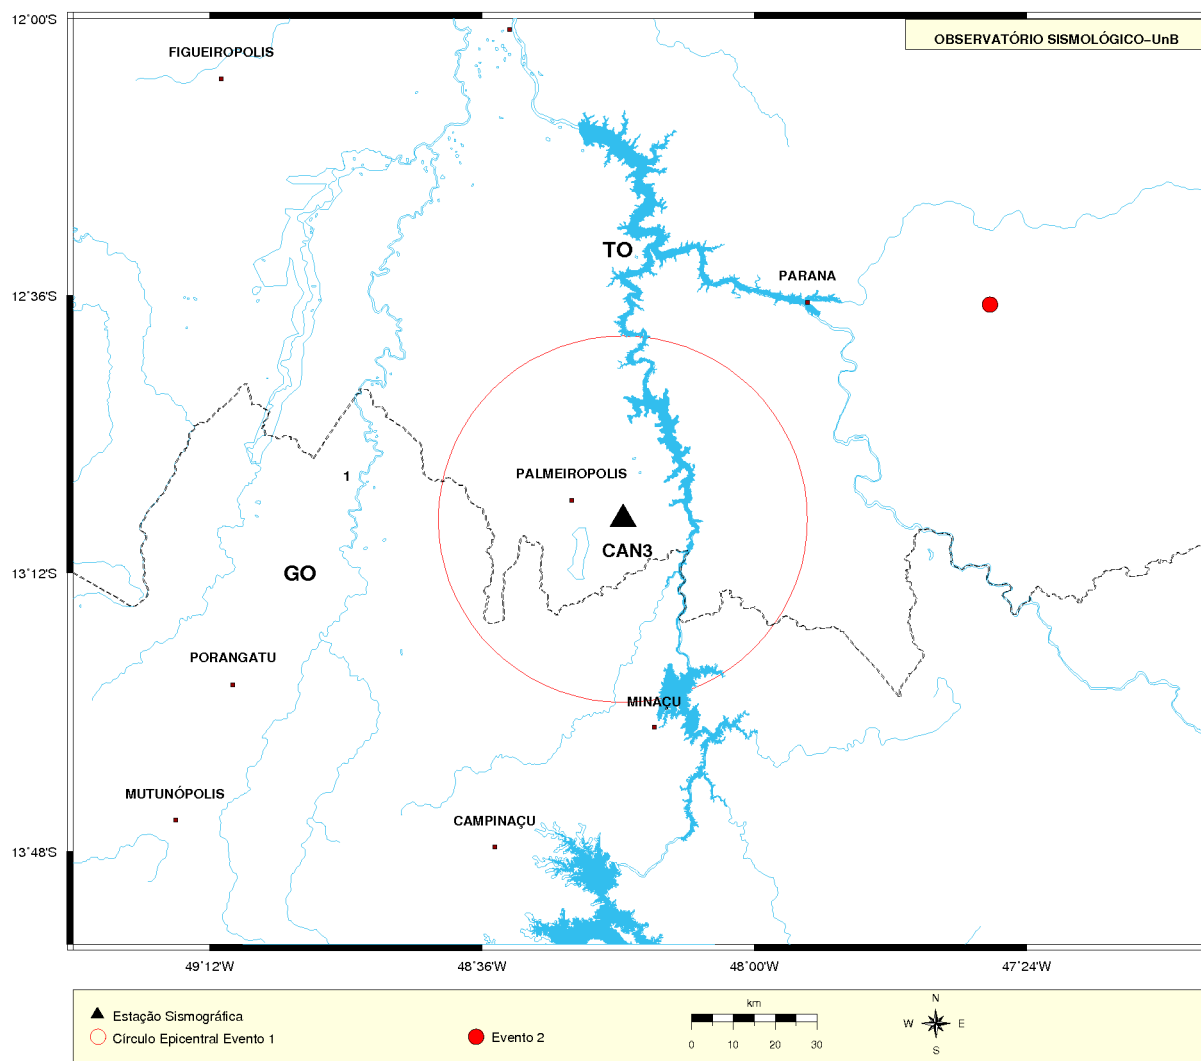 12°00'S
OBSERVATÓRIO SISMOLÓGICO-UnB
FIGUEIROPOLIS
TO
PARANA
12°36'S
1
PALMEIROPOLIS
CAN3
GO
13°12'S
PORANGATU
MINAÇU
MUTUNÓPOLIS
CAMPINAÇU
13°48'S
49°12'W
48°36'W
48°00'W
47°24'W
Estação Sismográfica
Círculo Epicentral Evento 1
Evento 2
km
0 10 20 30
N
W E
S